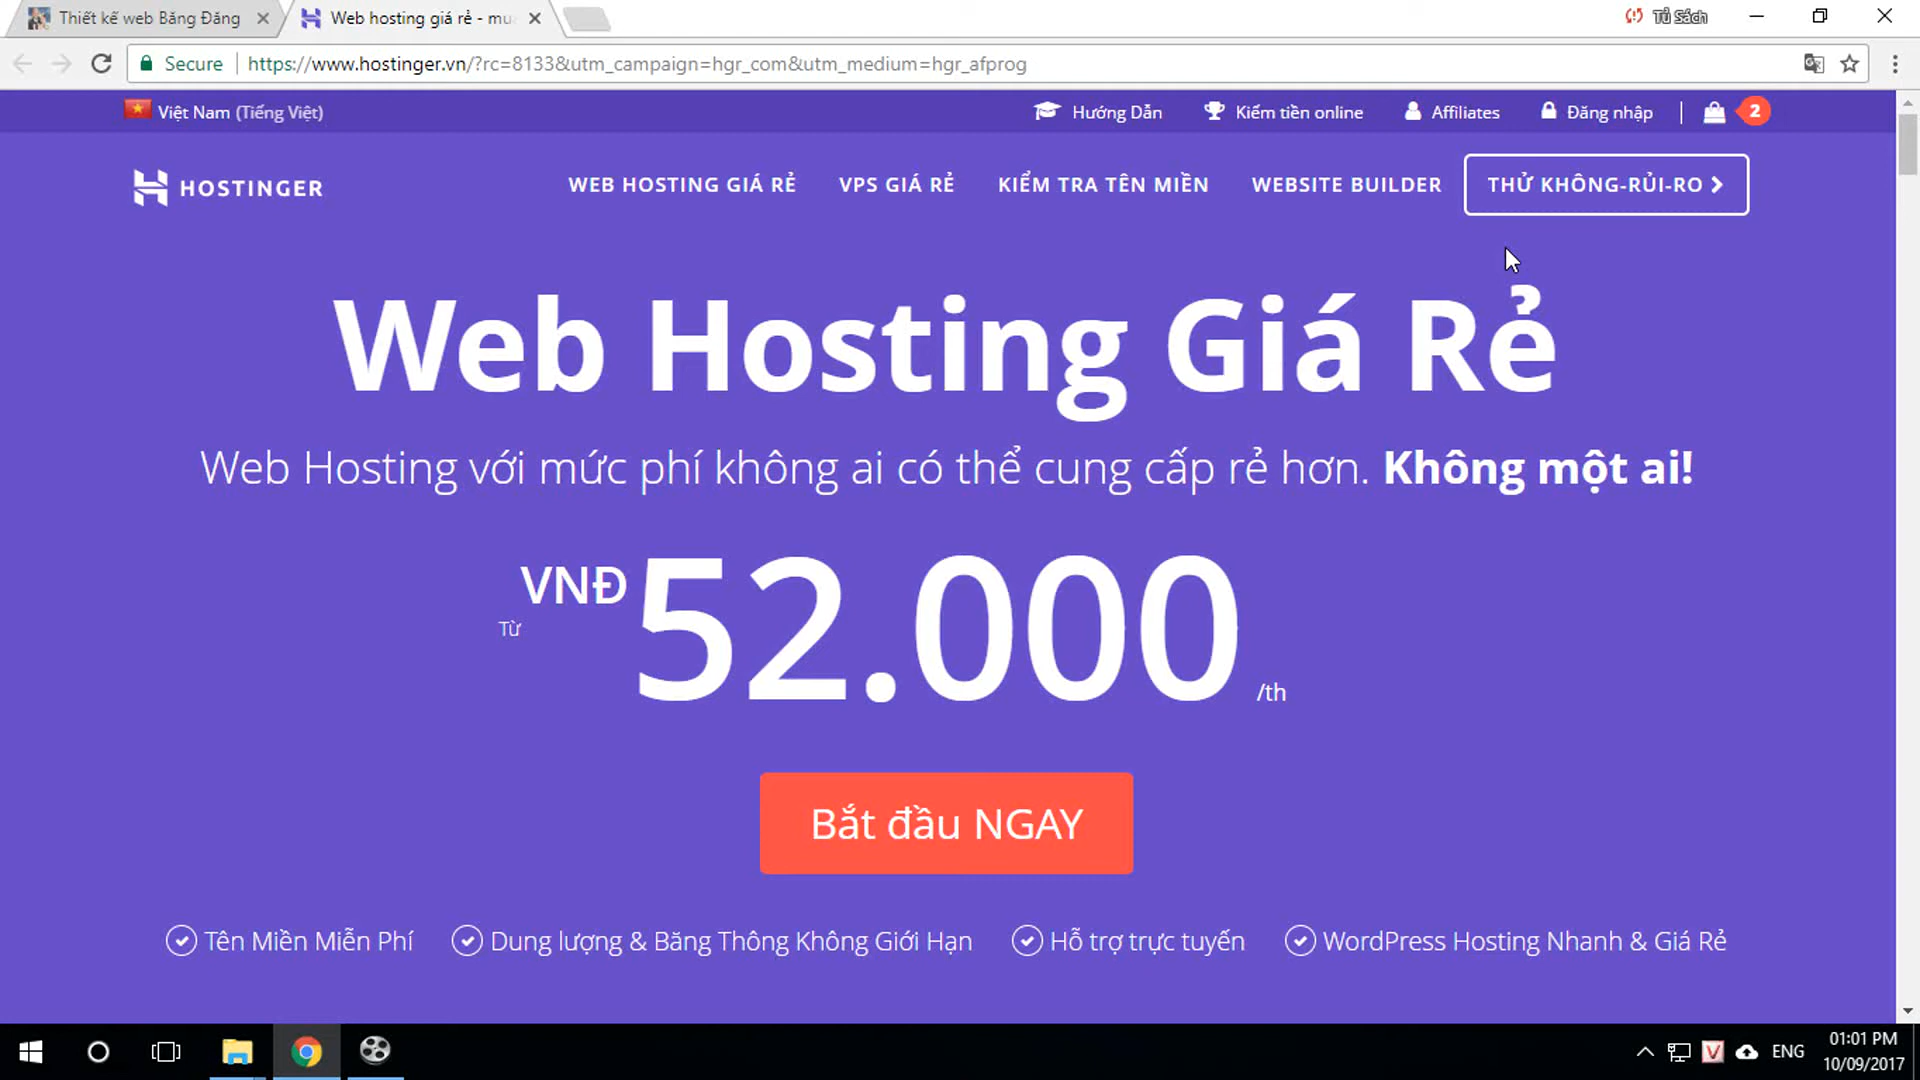 Thiết kế web Băng Đăng
Web hosting giá rẻ - mu
Tủ Sách
Secure
https://www.hostinger.vn/?rc=8133&utm_campaign=hgr_com&utm_medium=hgr_afprog
Việt Nam (Tiếng Việt)
Hướng Dẫn
Kiếm tiền online
Affiliates
Đăng nhập
2
HOSTINGER
WEB HOSTING GIÁ RẺ
VPS GIÁ RẺ
KIỂM TRA TÊN MIỀN
WEBSITE BUILDER
THỬ KHÔNG-RỦI-RO
Web Hosting Giá Rẻ
Web Hosting với mức phí không ai có thể cung cấp rẻ hơn. Không một ai!
Từ VNĐ 52.000 /th
Bắt đầu NGAY
Tên Miền Miễn Phí
Dung lượng & Băng Thông Không Giới Hạn
Hỗ trợ trực tuyến
WordPress Hosting Nhanh & Giá Rẻ
ENG
01:01 PM
10/09/2017